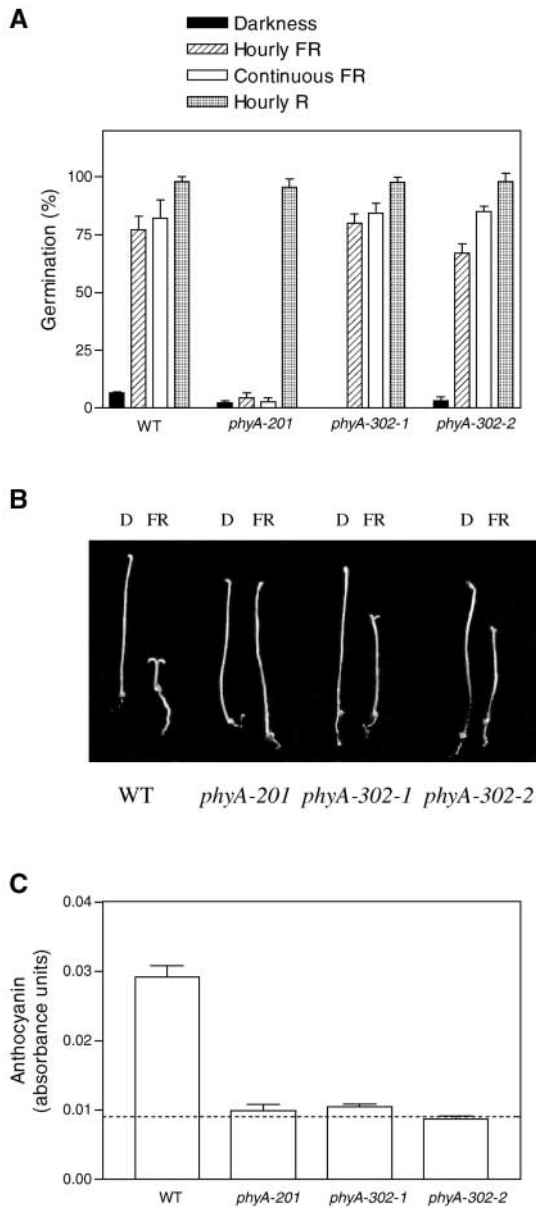 A
Darkness
Hourly FR
Continuous FR
Hourly R
Germination (%)
100
75
50
25
0
WT phyA-201 phyA-302-1 phyA-302-2
B
D FR D FR D FR D FR
WT phyA-201 phyA-302-1 phyA-302-2
C
Anthocyanin
(absorbance units)
0.04
0.03
0.02
0.01
0.00
WT phyA-201 phyA-302-1 phyA-302-2